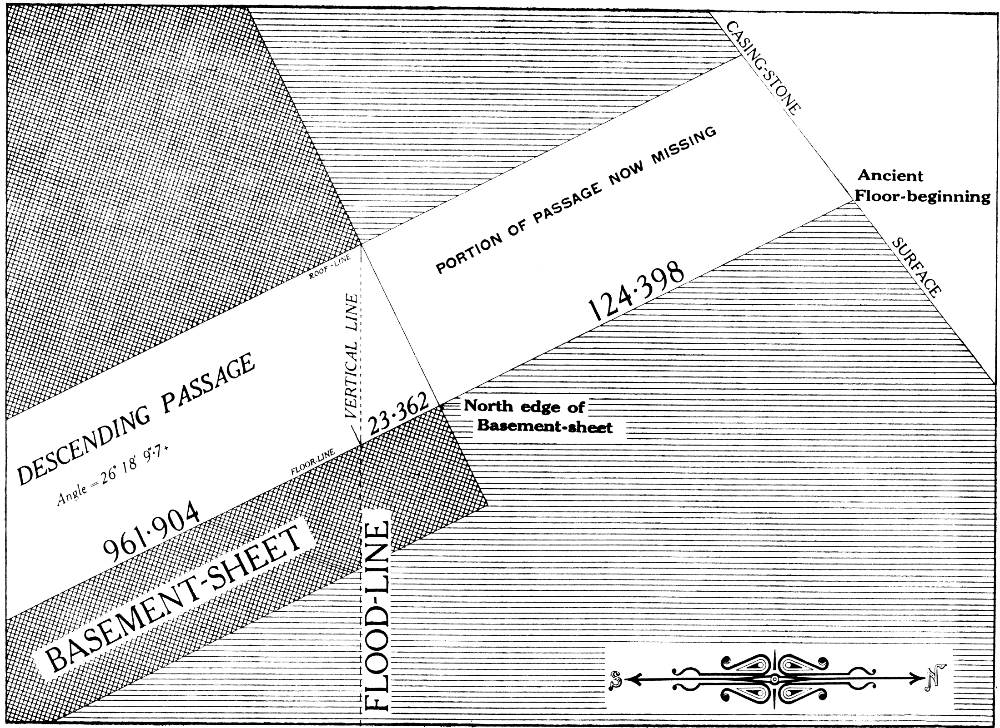 CASING-STONE
SURFACE
Ancient
Floor-beginning
PORTION OF PASSAGE NOW MISSING
124·398
ROOF-LINE
VERTICAL LINE
23·362
North edge of
Basement-sheet
DESCENDING PASSAGE
Angle = 26° 18' 9"·7+
FLOOR-LINE
961·904
BASEMENT-SHEET
FLOOD-LINE
S
N